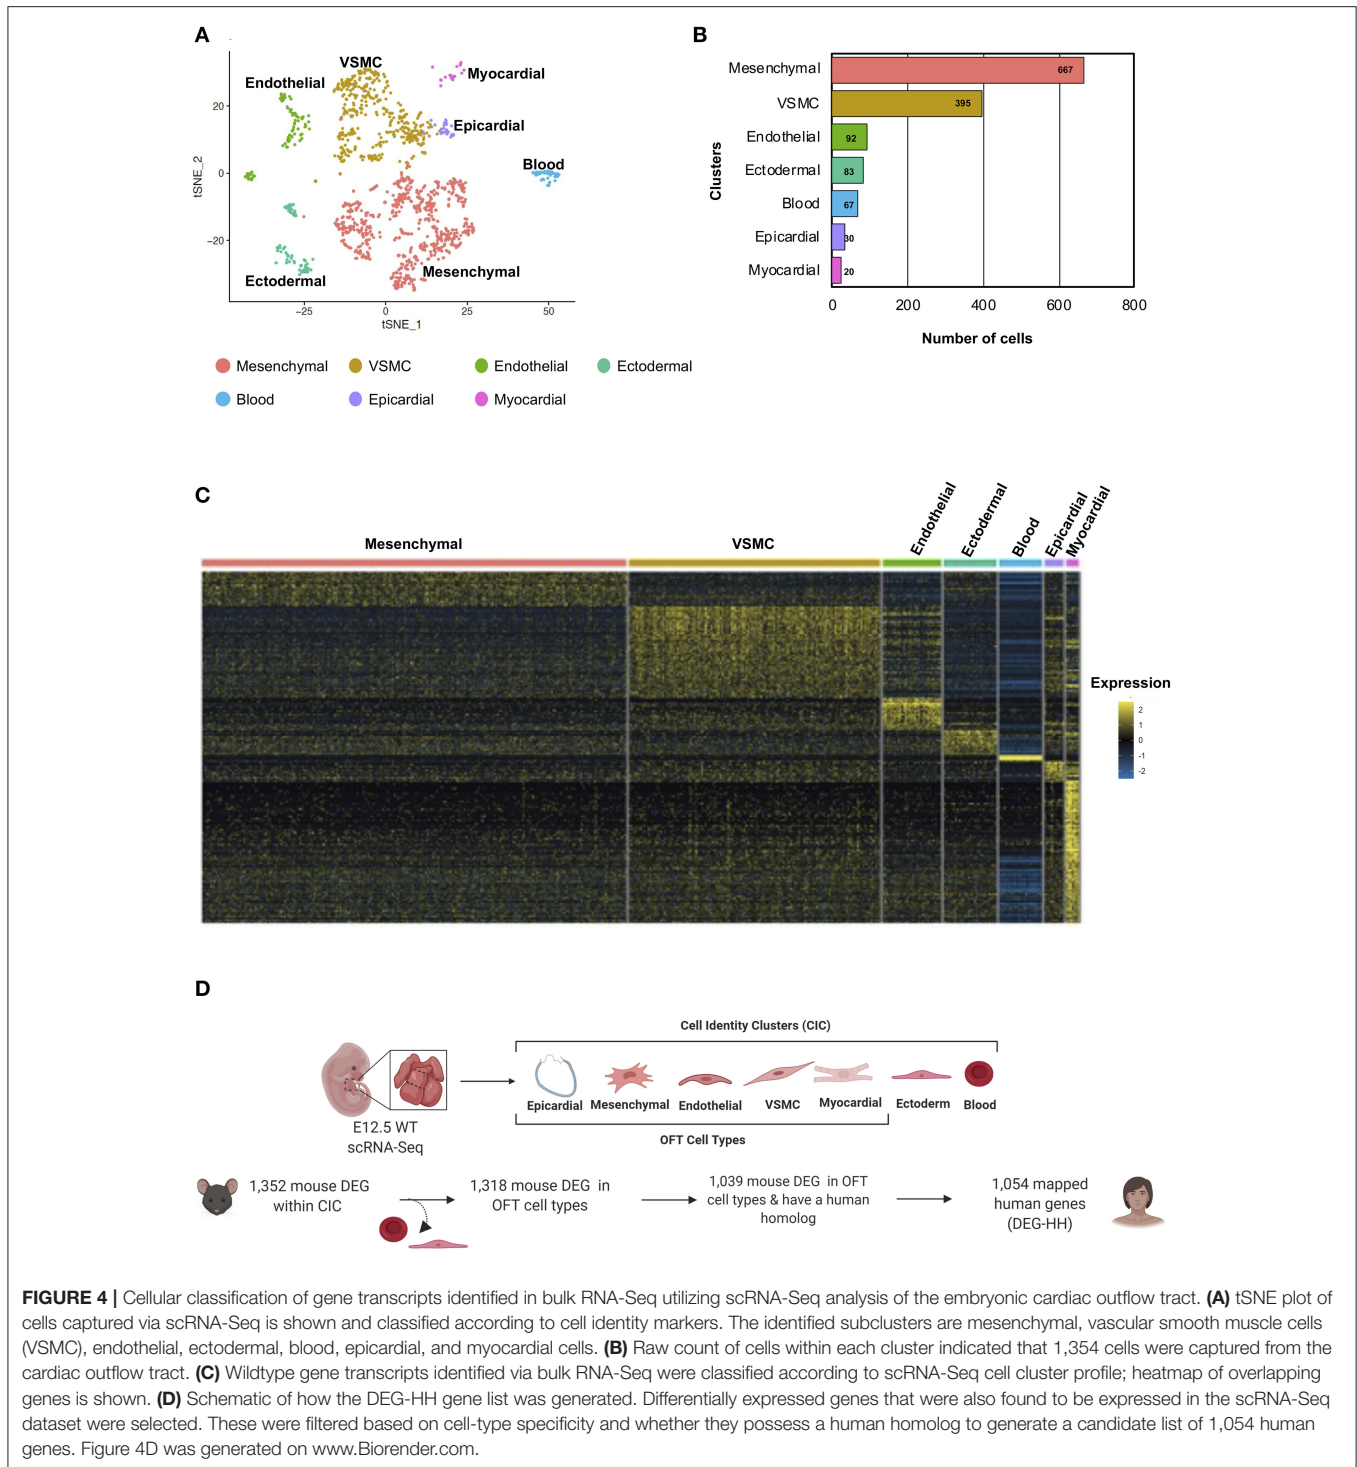 A
B
VSMC
Endothelial
Myocardial
Epicardial
Blood
Mesenchymal
Ectodermal
20
0
−20
tSNE_2
−25
0
25
50
tSNE_1
Mesenchymal
VSMC
Endothelial
Ectodermal
Blood
Epicardial
Myocardial
Clusters
Mesenchymal
VSMC
Endothelial
Ectodermal
Blood
Epicardial
Myocardial
667
395
92
83
67
30
20
0
200
400
600
800
Number of cells
C
Mesenchymal
VSMC
Endothelial
Ectodermal
Blood
Epicardial
Myocardial
Expression
2
1
0
-1
-2
D
Cell Identity Clusters (CIC)
Epicardial
Mesenchymal
Endothelial
VSMC
Myocardial
Ectoderm
Blood
OFT Cell Types
E12.5 WT
scRNA-Seq
1,352 mouse DEG
within CIC
1,318 mouse DEG in
OFT cell types
1,039 mouse DEG in OFT
cell types & have a human
homolog
1,054 mapped
human genes
(DEG-HH)
FIGURE 4 | Cellular classification of gene transcripts identified in bulk RNA-Seq utilizing scRNA-Seq analysis of the embryonic cardiac outflow tract. (A) tSNE plot of
cells captured via scRNA-Seq is shown and classified according to cell identity markers. The identified subclusters are mesenchymal, vascular smooth muscle cells
(VSMC), endothelial, ectodermal, blood, epicardial, and myocardial cells. (B) Raw count of cells within each cluster indicated that 1,354 cells were captured from the
cardiac outflow tract. (C) Wildtype gene transcripts identified via bulk RNA-Seq were classified according to scRNA-Seq cell cluster profile; heatmap of overlapping
genes is shown. (D) Schematic of how the DEG-HH gene list was generated. Differentially expressed genes that were also found to be expressed in the scRNA-Seq
dataset were selected. These were filtered based on cell-type specificity and whether they possess a human homolog to generate a candidate list of 1,054 human
genes. Figure 4D was generated on www.Biorender.com.